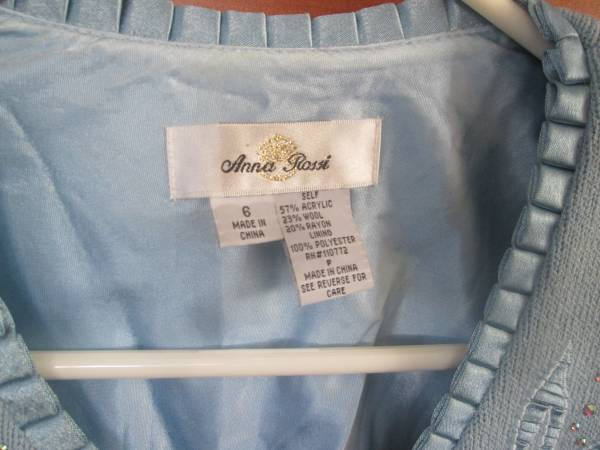 Anna Rossi
6
MADE IN
CHINA
SELF
57% ACRYLIC
23% WOOL
20% RAYON
LINING
100% POLYESTER
RN#110772
P
MADE IN CHINA
SEE REVERSE FOR
CARE